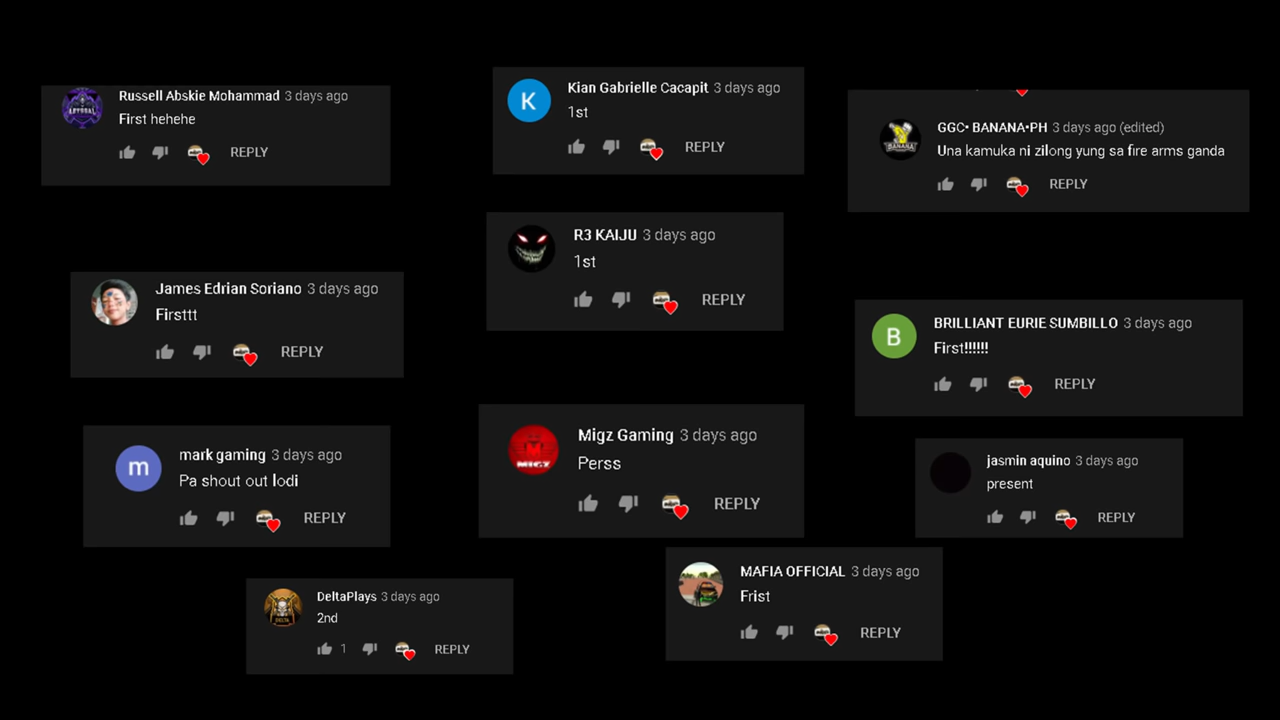 Russell Abskie Mohammad 3 days ago
First hehehe
REPLY
Kian Gabrielle Cacapit 3 days ago
K
1st
REPLY
GGC• BANANA•PH 3 days ago (edited)
BANANA
Una kamuka ni zilong yung sa fire arms ganda
REPLY
R3 KAIJU 3 days ago
1st
REPLY
James Edrian Soriano 3 days ago
Firsttt
REPLY
BRILLIANT EURIE SUMBILLO 3 days ago
B
First!!!!!!
REPLY
mark gaming 3 days ago
m
Pa shout out lodi
REPLY
Migz Gaming 3 days ago
M
MIGZ
Perss
REPLY
jasmin aquino 3 days ago
present
REPLY
DeltaPlays 3 days ago
2nd
1 REPLY
MAFIA OFFICIAL 3 days ago
Frist
REPLY